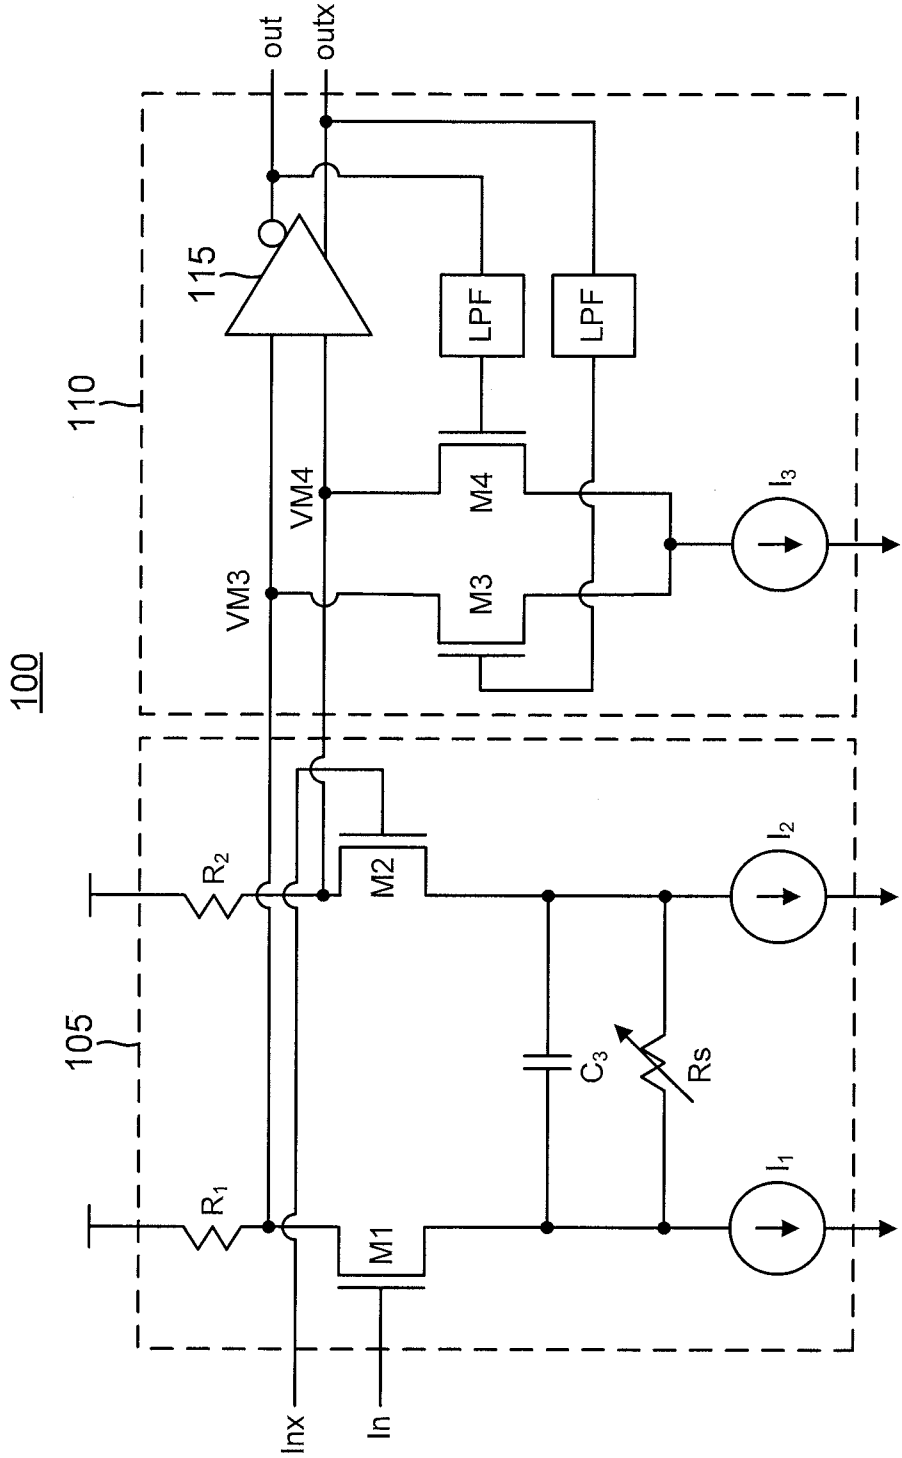 100
105
110
115
out
outx
VM3
VM4
R₁
R₂
LPF
LPF
M1
M2
M3
M4
Inx
In
C₃
Rs
I₁
I₂
I₃